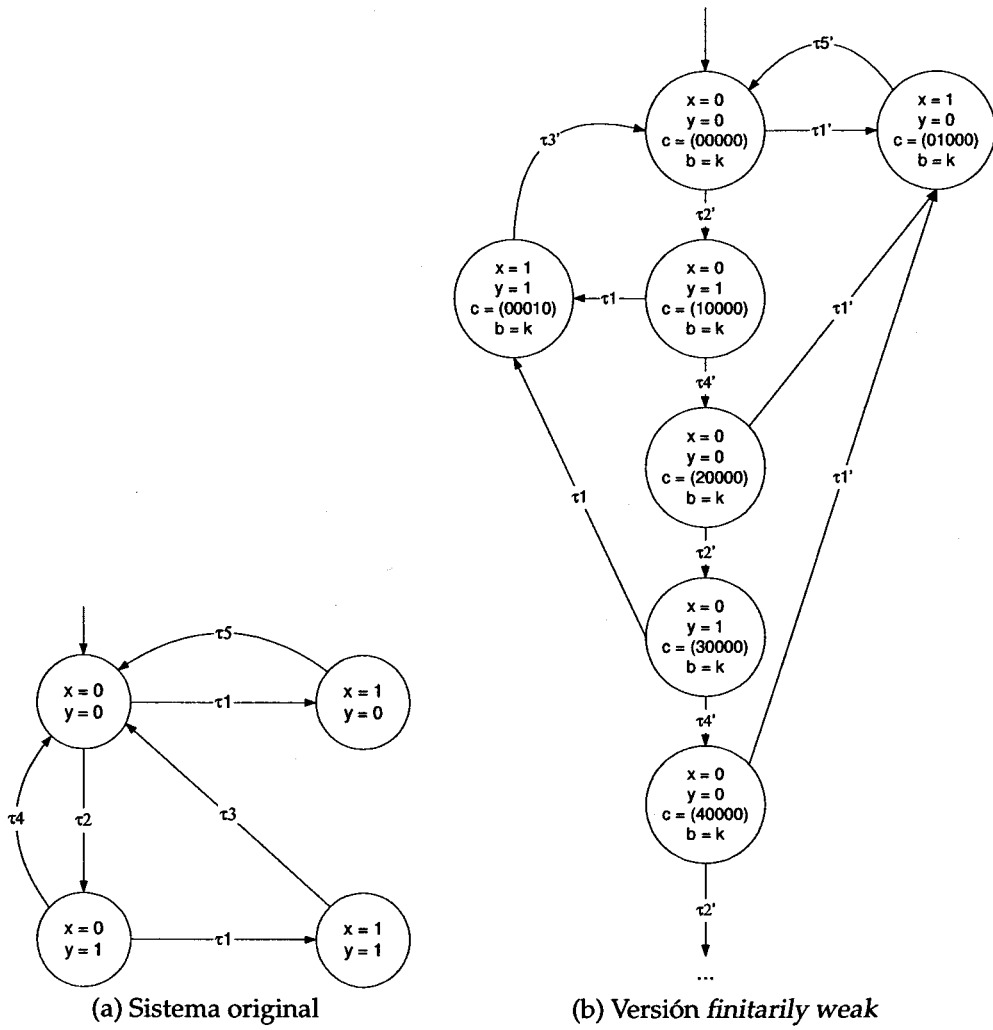 τ5'
x = 0
y = 0
c = (00000)
b = k
x = 1
y = 0
c = (01000)
b = k
τ1'
τ3'
τ2'
x = 1
y = 1
c = (00010)
b = k
x = 0
y = 1
c = (10000)
b = k
τ1
τ1'
τ4'
x = 0
y = 0
c = (20000)
b = k
τ1'
τ1
τ2'
x = 0
y = 1
c = (30000)
b = k
τ4'
x = 0
y = 0
c = (40000)
b = k
τ2'
...
τ5
x = 0
y = 0
τ1
x = 1
y = 0
τ4
τ2
τ3
x = 0
y = 1
τ1
x = 1
y = 1
(a) Sistema original
(b) Versión finitarily weak